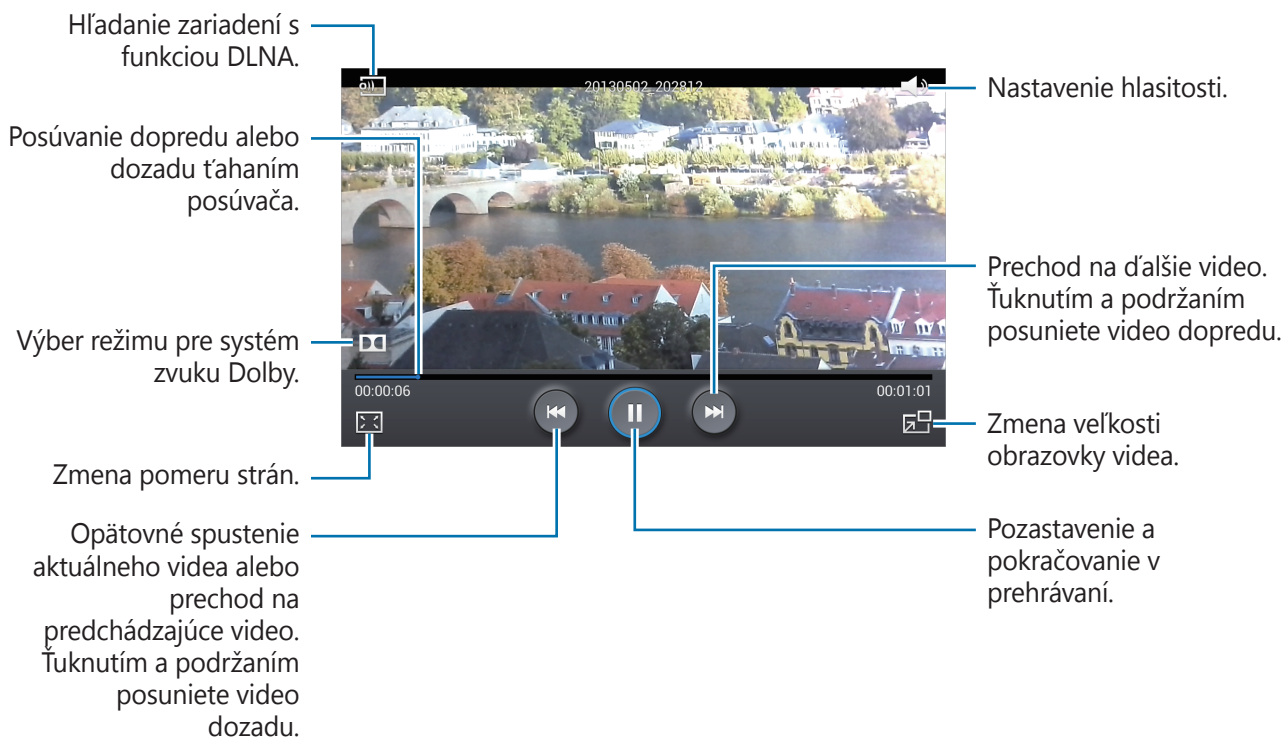 Hľadanie zariadení s
funkciou DLNA.
Posúvanie dopredu alebo
dozadu ťahaním
posúvača.
Výber režimu pre systém
zvuku Dolby.
Zmena pomeru strán.
Opätovné spustenie
aktuálneho videa alebo
prechod na
predchádzajúce video.
Ťuknutím a podržaním
posuniete video
dozadu.
20130502_202812
00:00:06
00:01:01
Nastavenie hlasitosti.
Prechod na ďalšie video.
Ťuknutím a podržaním
posuniete video dopredu.
Zmena veľkosti
obrazovky videa.
Pozastavenie a
pokračovanie v
prehrávaní.